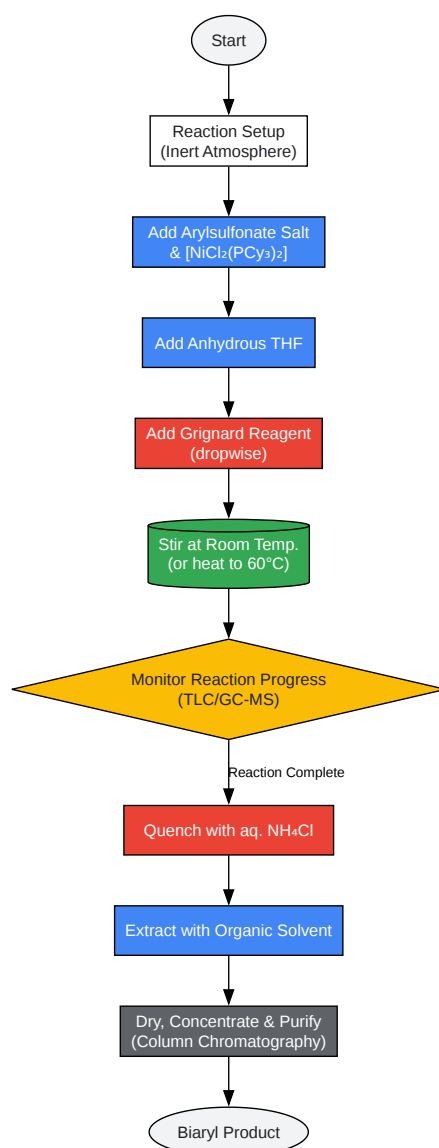 Start
Reaction Setup
(Inert Atmosphere)
Add Arylsulfonate Salt
& [NiCl₂(PCy₃)₂]
Add Anhydrous THF
Add Grignard Reagent
(dropwise)
Stir at Room Temp.
(or heat to 60°C)
Monitor Reaction Progress
(TLC/GC-MS)
Reaction Complete
Quench with aq. NH₄Cl
Extract with Organic Solvent
Dry, Concentrate & Purify
(Column Chromatography)
Biaryl Product